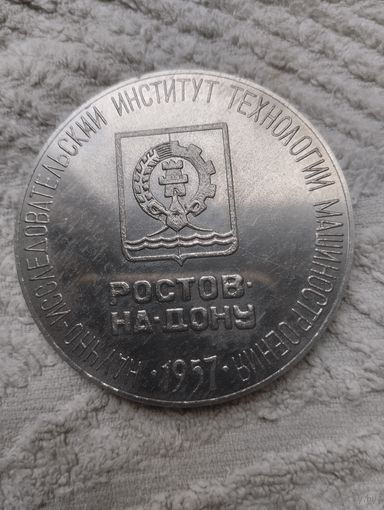 НАУЧНО-ИССЛЕДОВАТЕЛЬСКИЙ ИНСТИТУТ ТЕХНОЛОГИИ МАШИНОСТРОЕНИЯ
РОСТОВ·
НА·ДОНУ
·1957·